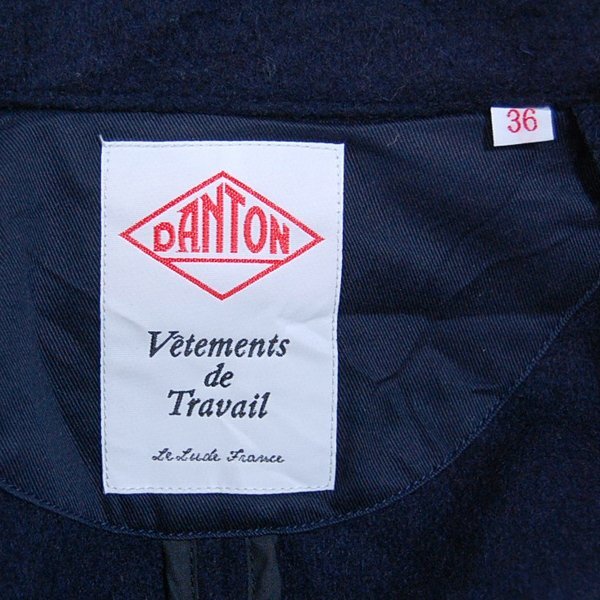 DANTON
Vêtements
de
Travail
Le Lude France
36